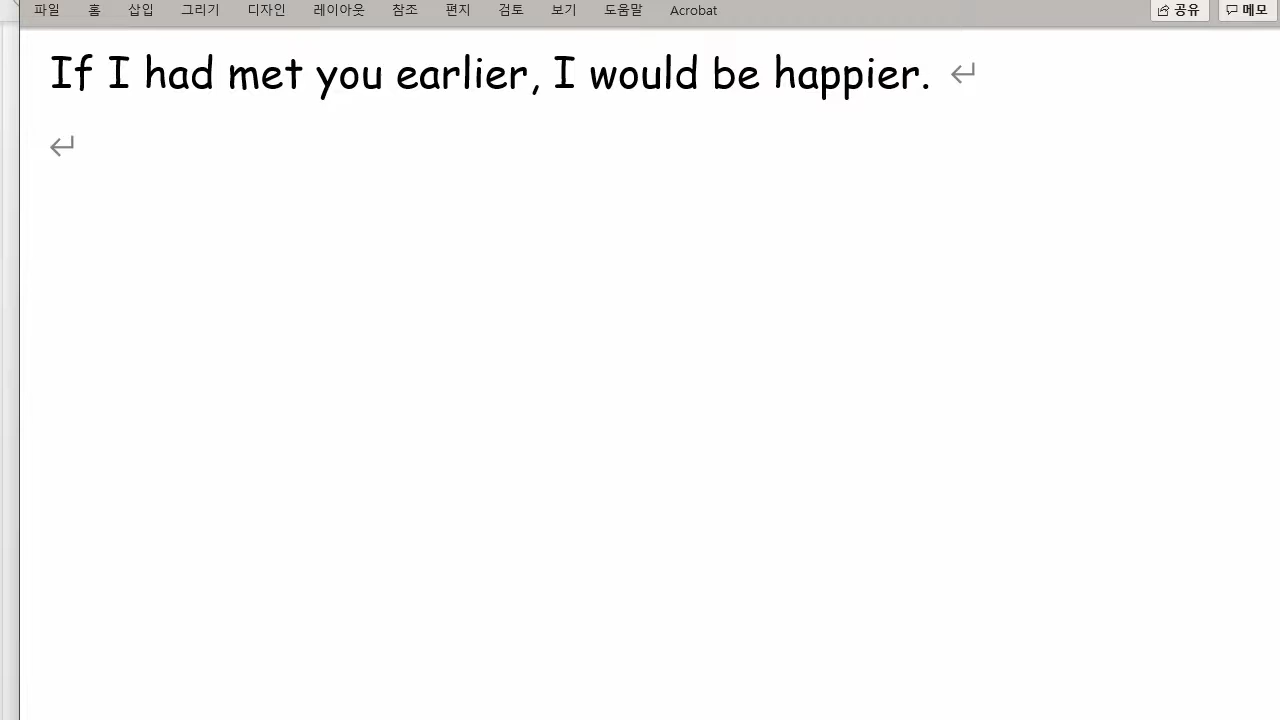 파일 홈 삽입 그리기 디자인 레이아웃 참조 편지 검토 보기 도움말 Acrobat 공유 메모
If I had met you earlier, I would be happier.